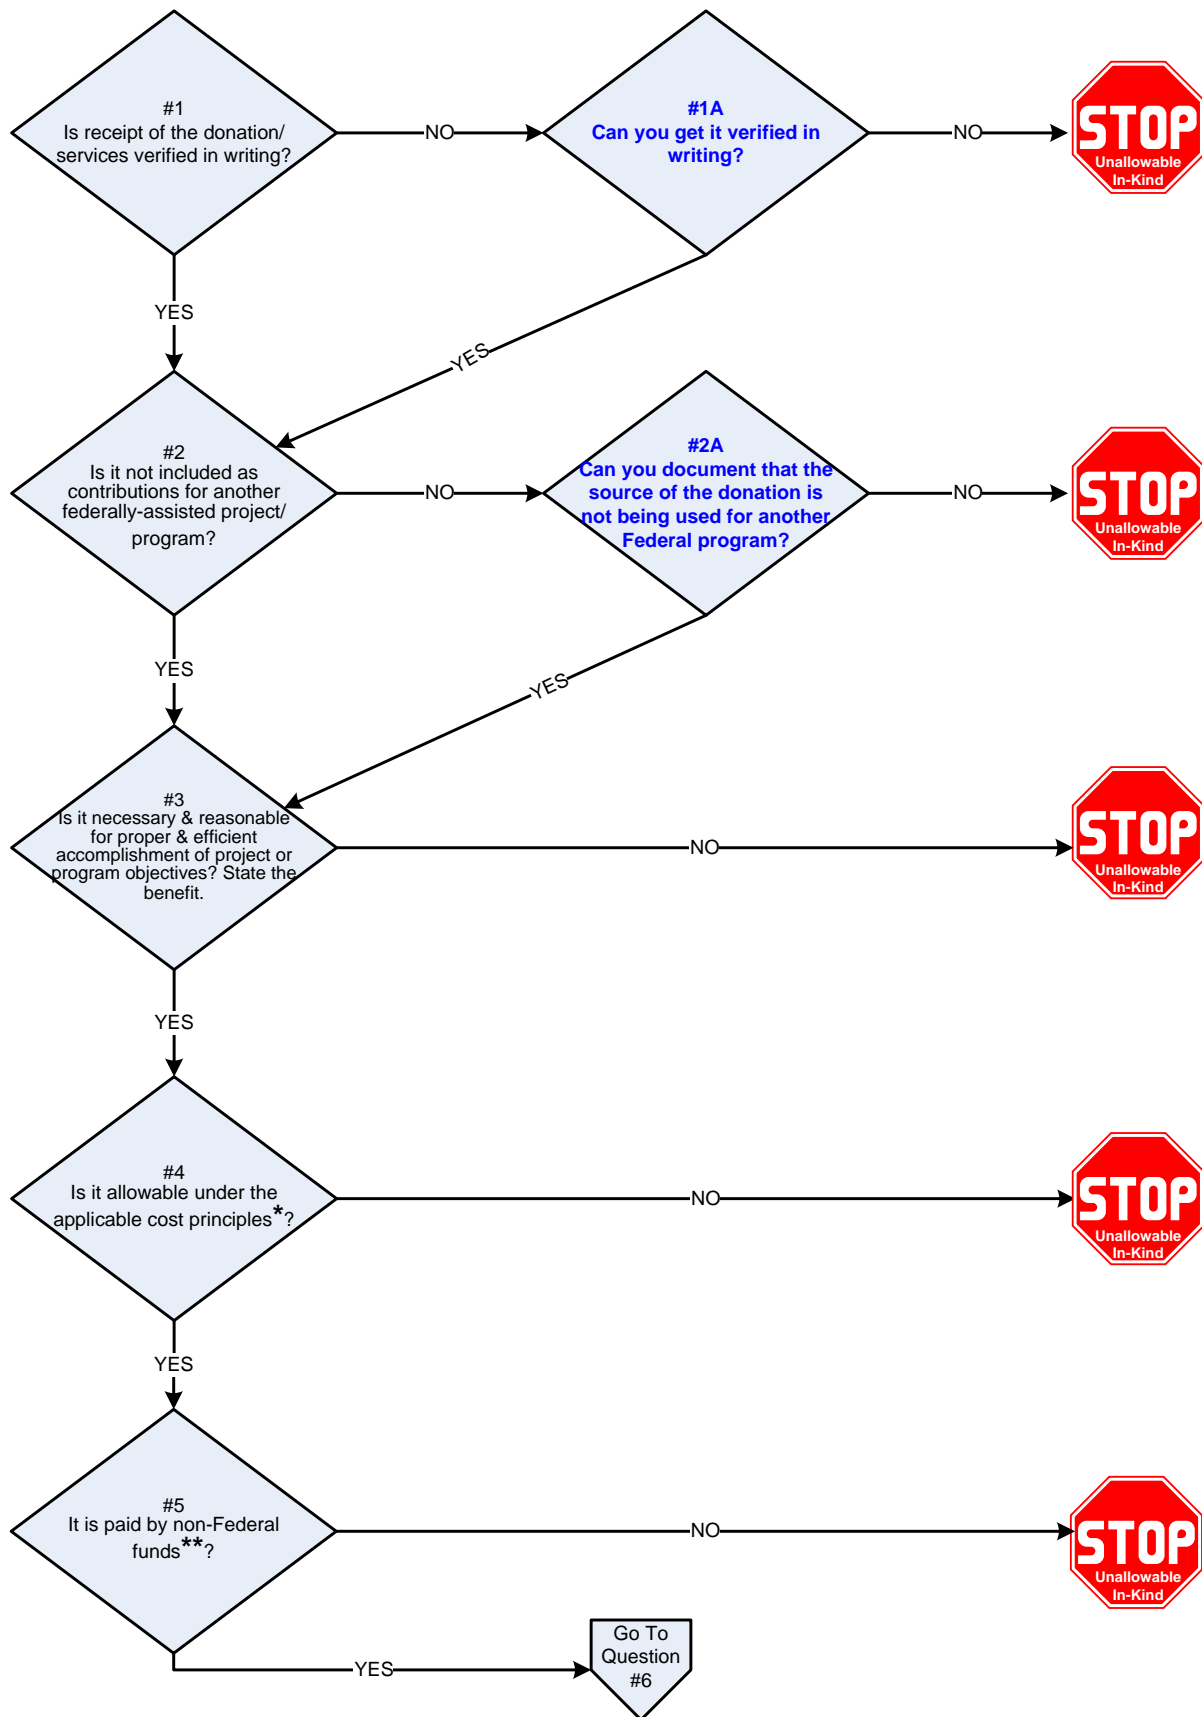 #1
Is receipt of the donation/
services verified in writing?
NO
#1A
Can you get it verified in
writing?
NO
STOP
Unallowable
In-Kind
YES
YES
#2
Is it not included as
contributions for another
federally-assisted project/
program?
NO
#2A
Can you document that the
source of the donation is
not being used for another
Federal program?
NO
STOP
Unallowable
In-Kind
YES
YES
#3
Is it necessary & reasonable
for proper & efficient
accomplishment of project or
program objectives? State the
benefit.
NO
STOP
Unallowable
In-Kind
YES
#4
Is it allowable under the
applicable cost principles*?
NO
STOP
Unallowable
In-Kind
YES
#5
It is paid by non-Federal
funds**?
NO
STOP
Unallowable
In-Kind
YES
Go To
Question
#6